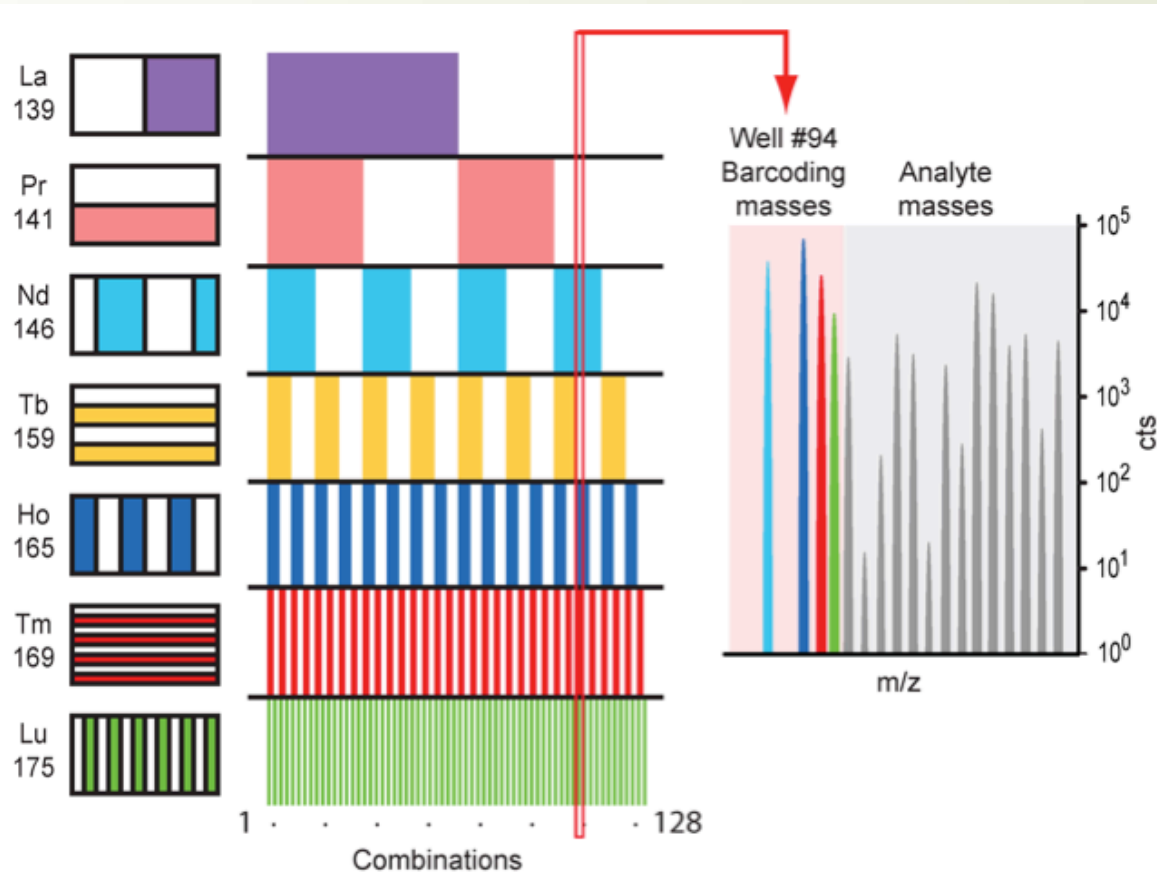 La
139
Pr
141
Nd
146
Tb
159
Ho
165
Tm
169
Lu
175
1 · · · · · · · · 128
Combinations
Well #94
Barcoding
masses
Analyte
masses
10⁵
10⁴
10³
10²
10¹
10⁰
cts
m/z